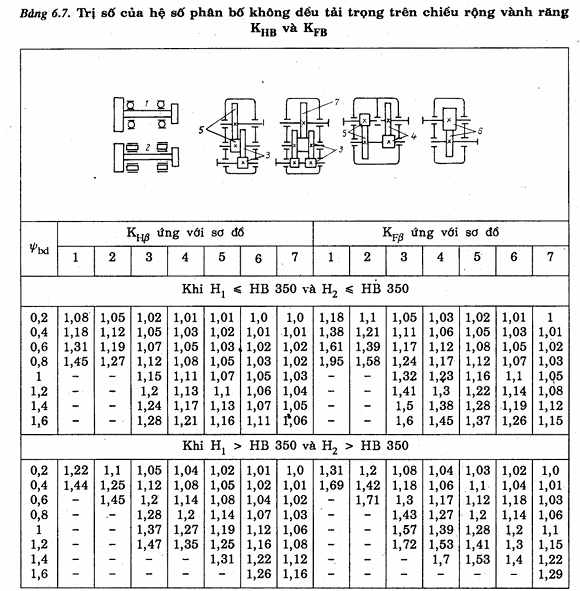 Bảng 6.7. Trị số của hệ số phân bố không đều tải trọng trên chiều rộng vành răng
KHB và KFB
1
2
5
3
7
3
5
4
6
ψbd KHβ ứng với sơ đồ KFβ ứng với sơ đồ
1 2 3 4 5 6 7 1 2 3 4 5 6 7
Khi H1 ⩽ HB 350 và H2 ⩽ HB 350
0,2 1,08 1,05 1,02 1,01 1,01 1,0 1,0 1,18 1,1 1,05 1,03 1,02 1,01 1
0,4 1,18 1,12 1,05 1,03 1,02 1,01 1,01 1,38 1,21 1,11 1,06 1,05 1,03 1,01
0,6 1,31 1,19 1,07 1,05 1,03 1,02 1,02 1,61 1,39 1,17 1,12 1,08 1,05 1,02
0,8 1,45 1,27 1,12 1,08 1,05 1,03 1,02 1,95 1,58 1,24 1,17 1,12 1,07 1,03
1 – – 1,15 1,11 1,07 1,05 1,03 – – 1,32 1,23 1,16 1,1 1,05
1,2 – – 1,2 1,13 1,1 1,06 1,04 – – 1,41 1,3 1,22 1,14 1,08
1,4 – – 1,24 1,17 1,13 1,07 1,05 – – 1,5 1,38 1,28 1,19 1,12
1,6 – – 1,28 1,21 1,16 1,11 1,06 – – 1,6 1,45 1,37 1,26 1,15
Khi H1 > HB 350 và H2 > HB 350
0,2 1,22 1,1 1,05 1,04 1,02 1,01 1,0 1,31 1,2 1,08 1,04 1,03 1,02 1,0
0,4 1,44 1,25 1,12 1,08 1,05 1,02 1,01 1,69 1,42 1,18 1,06 1,1 1,04 1,01
0,6 – 1,45 1,2 1,14 1,08 1,04 1,02 – 1,71 1,3 1,17 1,12 1,18 1,03
0,8 – – 1,28 1,2 1,14 1,07 1,03 – – 1,43 1,27 1,2 1,14 1,06
1 – – 1,37 1,27 1,19 1,12 1,06 – – 1,57 1,39 1,28 1,2 1,1
1,2 – – 1,47 1,35 1,25 1,16 1,08 – – 1,72 1,53 1,41 1,3 1,15
1,4 – – – – 1,31 1,22 1,12 – – – 1,7 1,53 1,4 1,22
1,6 – – – – – 1,26 1,16 – – – – – – 1,29